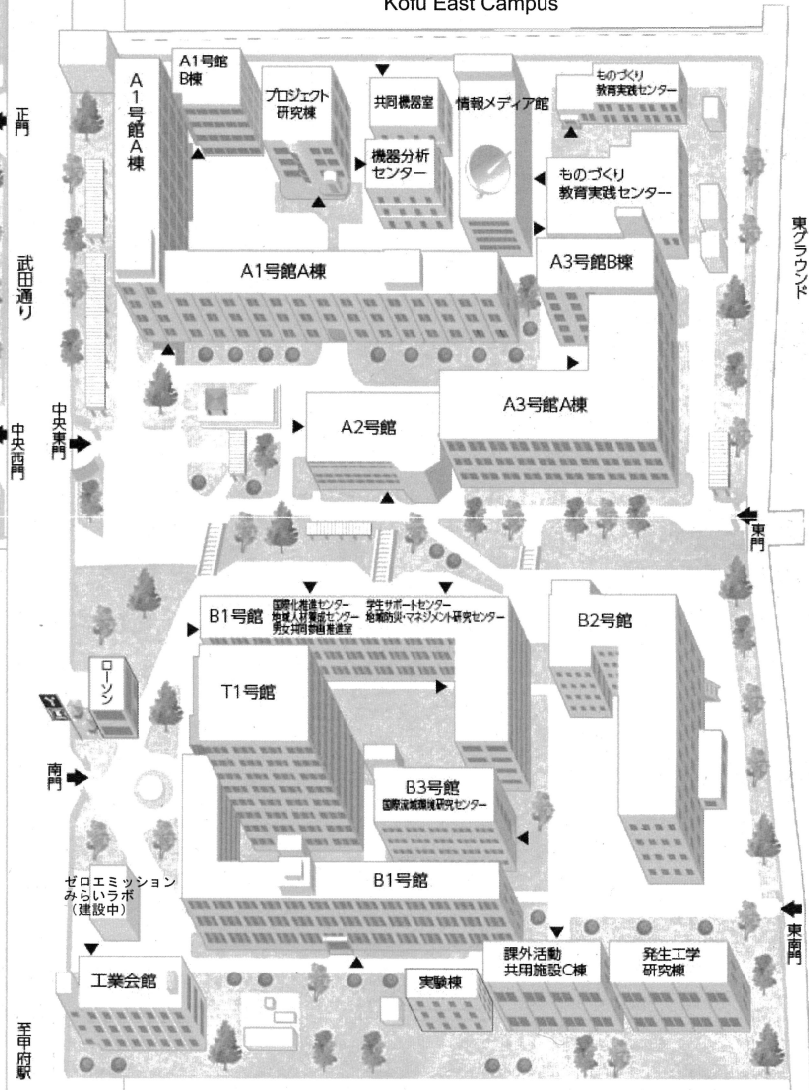 Kofu East Campus
A1号館
B棟
A1号館A棟
プロジェクト
研究棟
共同機器室
情報メディア館
ものづくり
教育実践センター
正門
機器分析
センター
ものづくり
教育実践センター
東グラウンド
武田通り
A1号館A棟
A3号館B棟
中央東門
中央西門
A2号館
A3号館A棟
東門
B1号館
国際化推進センター
地域人材養成センター
男女共同参画推進室
学生サポートセンター
地域防災・マネジメント研究センター
B2号館
ローソン
T1号館
南門
B3号館
国際流域環境研究センター
ゼロエミッション
みらいラボ
(建設中)
B1号館
東南門
工業会館
実験棟
課外活動
共用施設C棟
発生工学
研究棟
至甲府駅